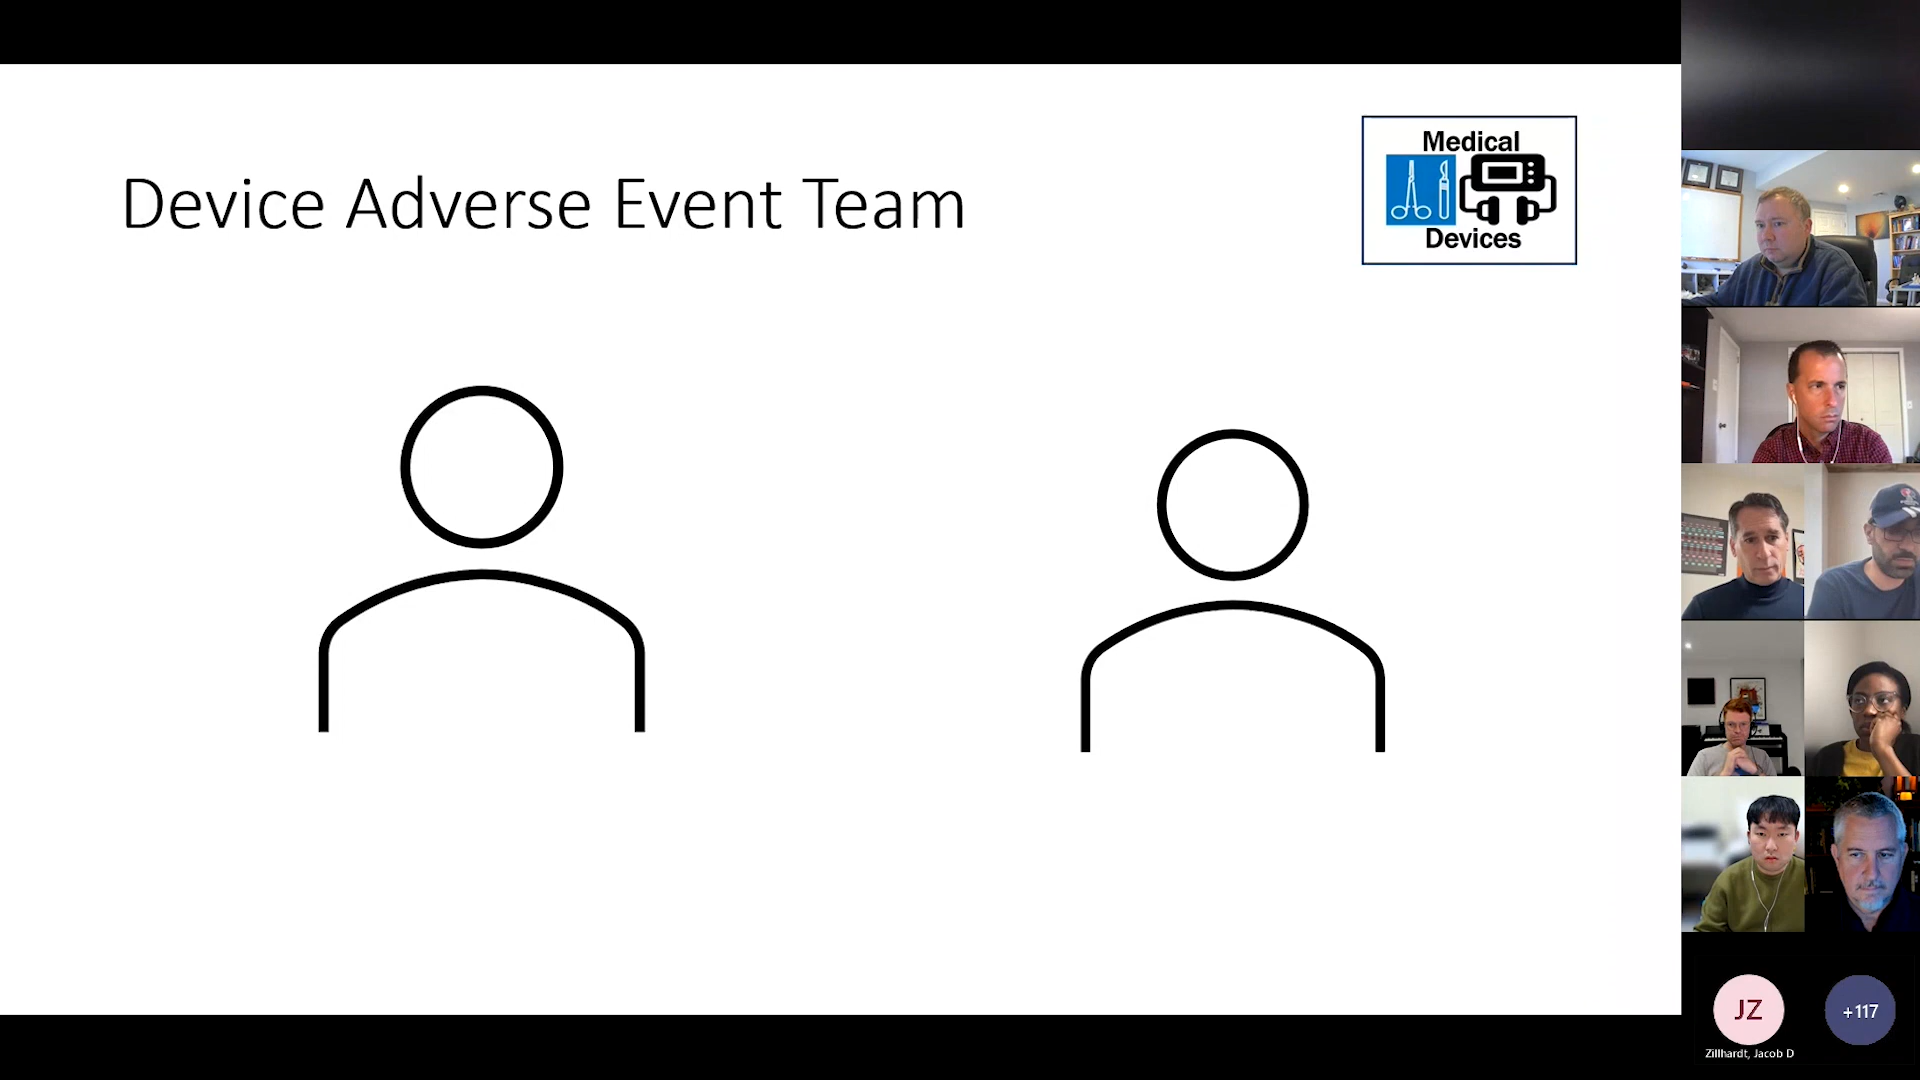 Device Adverse Event Team
Medical
Devices
JZ
+117
Zillhardt, Jacob D